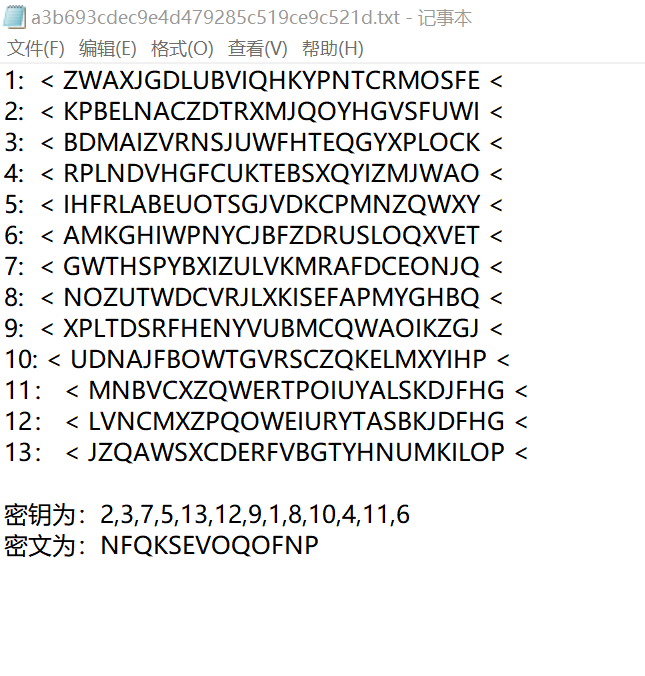 a3b693cdec9e4d479285c519ce9c521d.txt - 记事本
文件(F) 编辑(E) 格式(O) 查看(V) 帮助(H)
1: < ZWAXJGDLUBVIQHKYPNTCRMOSFE <
2: < KPBELNACZDTRXMJQOYHGVSFUWI <
3: < BDMAIZVRNSJUWFHTEQGYXPLOCK <
4: < RPLNDVHGFCUKTEBSXQYIZMJWAO <
5: < IHFRLABEUOTSGJVDKCPMNZQWXY <
6: < AMKGHIWPNYCJBFZDRUSLOQXVET <
7: < GWTHSPYBXIZULVKMRAFDCEONJQ <
8: < NOZUTWDCVRJLXKISEFAPMYGHBQ <
9: < XPLTDSRFHENYVUBMCQWAOIKZGJ <
10: < UDNAJFBOWTGVRSCZQKELMXYIHP <
11： < MNBVCXZQWERTPOIUYALSKDJFHG <
12： < LVNCMXZPQOWEIURYTASBKJDFHG <
13： < JZQAWSXCDERFVBGTYHNUMKILOP <
密钥为：2,3,7,5,13,12,9,1,8,10,4,11,6
密文为：NFQKSEVOQOFNP